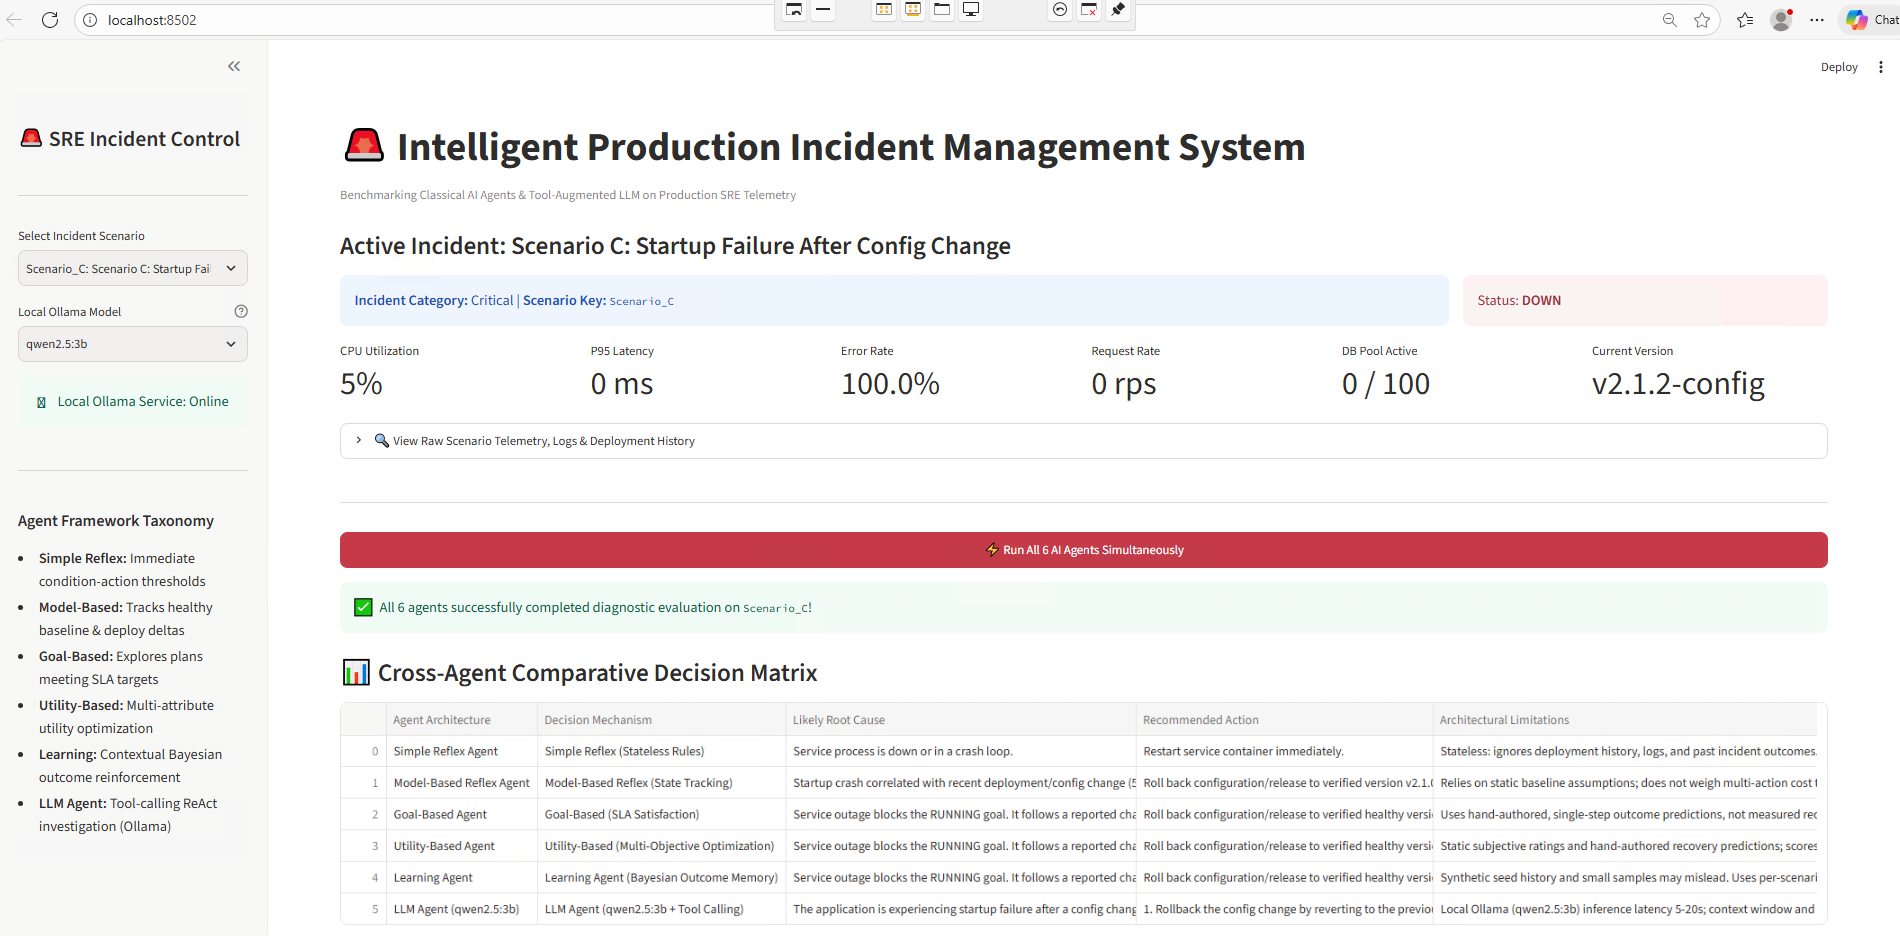 localhost:8502
Chat
Deploy
🚨 SRE Incident Control
Select Incident Scenario
Scenario_C: Scenario C: Startup Fail
Local Ollama Model
qwen2.5:3b
Local Ollama Service: Online
Agent Framework Taxonomy
• Simple Reflex: Immediate
condition-action thresholds
• Model-Based: Tracks healthy
baseline & deploy deltas
• Goal-Based: Explores plans
meeting SLA targets
• Utility-Based: Multi-attribute
utility optimization
• Learning: Contextual Bayesian
outcome reinforcement
• LLM Agent: Tool-calling ReAct
investigation (Ollama)
🚨 Intelligent Production Incident Management System
Benchmarking Classical AI Agents & Tool-Augmented LLM on Production SRE Telemetry
Active Incident: Scenario C: Startup Failure After Config Change
Incident Category: Critical | Scenario Key: Scenario_C
Status: DOWN
CPU Utilization P95 Latency Error Rate Request Rate DB Pool Active Current Version
5% 0 ms 100.0% 0 rps 0 / 100 v2.1.2-config
🔍 View Raw Scenario Telemetry, Logs & Deployment History
⚡ Run All 6 AI Agents Simultaneously
✅ All 6 agents successfully completed diagnostic evaluation on Scenario_C!
📊 Cross-Agent Comparative Decision Matrix
Agent Architecture Decision Mechanism Likely Root Cause Recommended Action Architectural Limitations
0 Simple Reflex Agent Simple Reflex (Stateless Rules) Service process is down or in a crash loop. Restart service container immediately. Stateless: ignores deployment history, logs, and past incident outcomes.
1 Model-Based Reflex Agent Model-Based Reflex (State Tracking) Startup crash correlated with recent deployment/config change (5 Roll back configuration/release to verified version v2.1.0 Relies on static baseline assumptions; does not weigh multi-action cost t
2 Goal-Based Agent Goal-Based (SLA Satisfaction) Service outage blocks the RUNNING goal. It follows a reported cha Roll back configuration/release to verified healthy versi Uses hand-authored, single-step outcome predictions, not measured rec
3 Utility-Based Agent Utility-Based (Multi-Objective Optimization) Service outage blocks the RUNNING goal. It follows a reported cha Roll back configuration/release to verified healthy versi Static subjective ratings and hand-authored recovery predictions; scores
4 Learning Agent Learning Agent (Bayesian Outcome Memory) Service outage blocks the RUNNING goal. It follows a reported cha Roll back configuration/release to verified healthy versi Synthetic seed history and small samples may mislead. Uses per-scenari
5 LLM Agent (qwen2.5:3b) LLM Agent (qwen2.5:3b + Tool Calling) The application is experiencing startup failure after a config chang 1. Rollback the config change by reverting to the previou Local Ollama (qwen2.5:3b) inference latency 5-20s; context window and